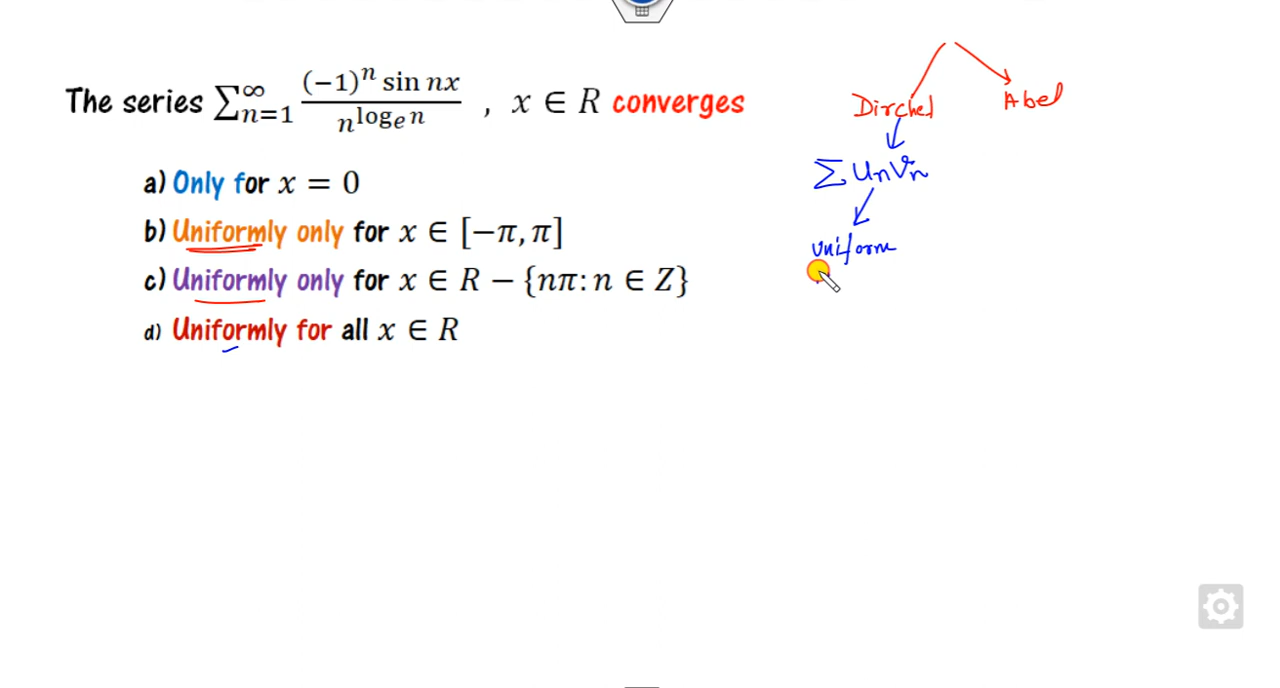 The series ∑_{n=1}^{∞} \frac{(-1)^n sin nx}{n^{log_e n}} , x ∈ R converges
a) Only for x = 0
b) Uniformly only for x ∈ [−π, π]
c) Uniformly only for x ∈ R − {nπ: n ∈ Z}
d) Uniformly for all x ∈ R
Abel
∑ UnVn
Uniform